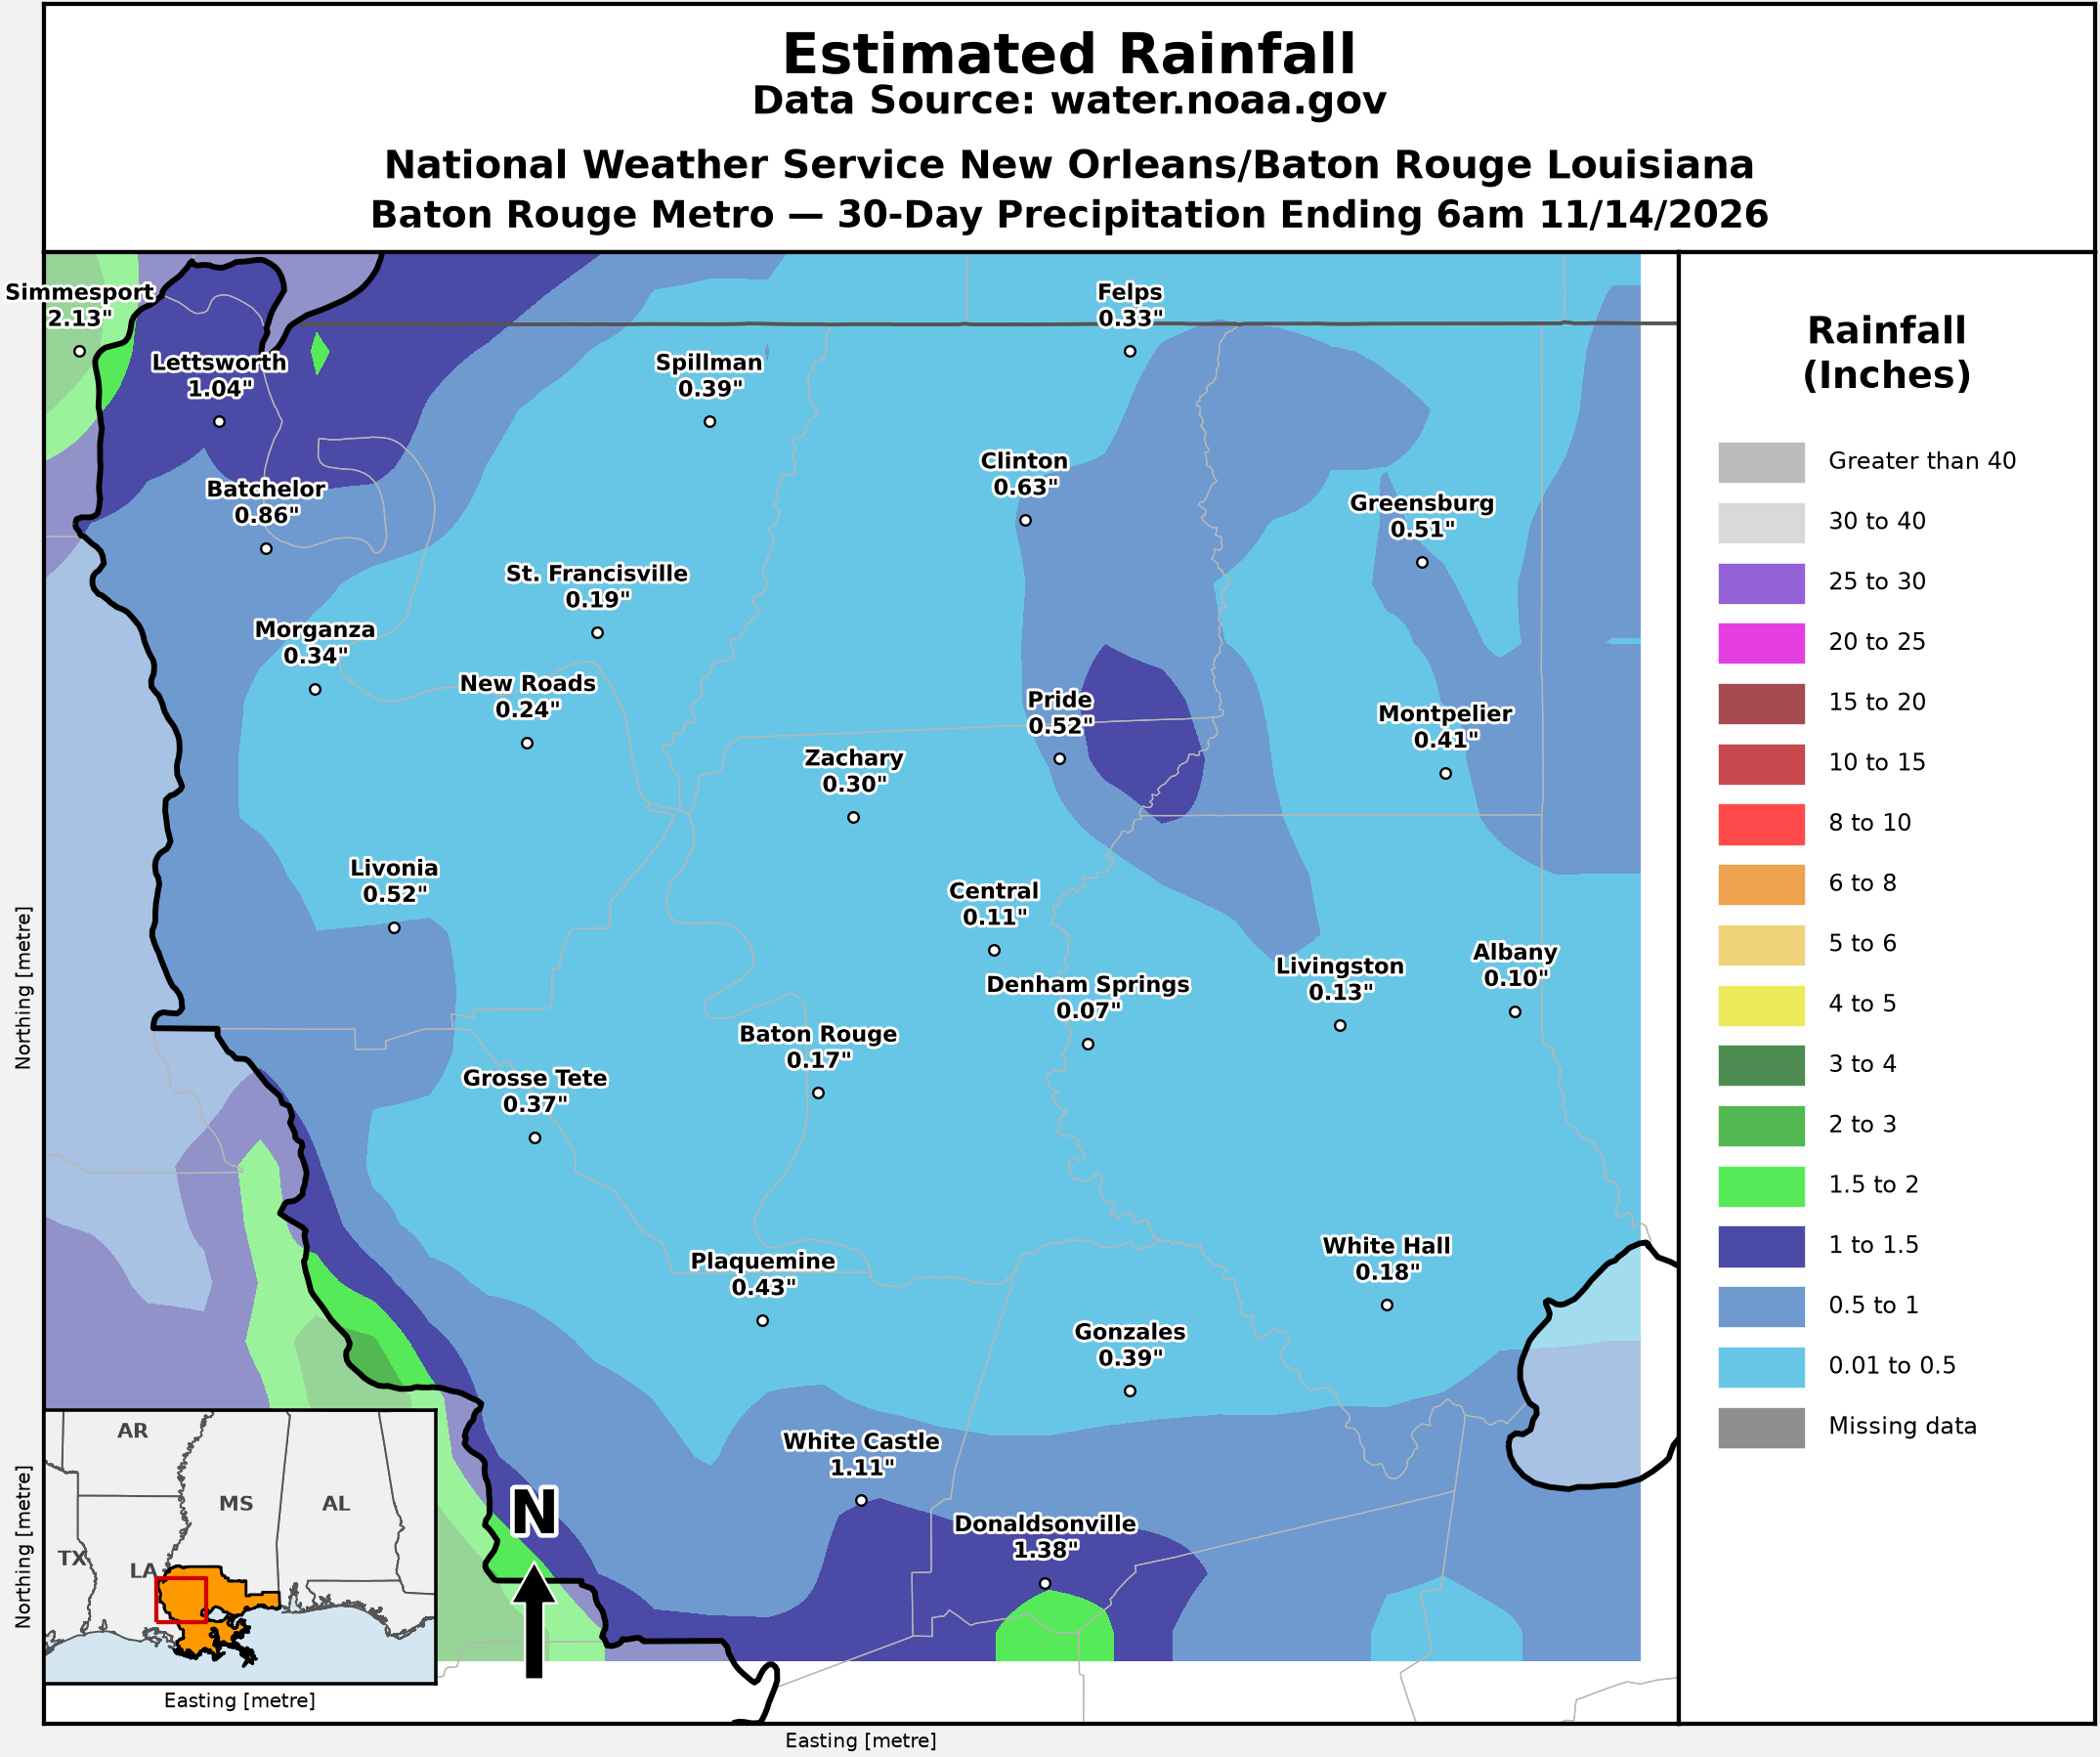 Estimated Rainfall
Data Source: water.noaa.gov
National Weather Service New Orleans/Baton Rouge Louisiana
Baton Rouge Metro — 30-Day Precipitation Ending 6am 11/14/2026
Simmesport
2.13"
Felps
0.33"
Lettsworth
1.04"
Spillman
0.39"
Clinton
0.63"
Batchelor
0.86"
Greensburg
0.51"
St. Francisville
0.19"
Morganza
0.34"
New Roads
0.24"
Pride
0.52"
Montpelier
0.41"
Zachary
0.30"
Livonia
0.52"
Central
0.11"
Albany
0.10"
Livingston
0.13"
Denham Springs
0.07"
Baton Rouge
0.17"
Grosse Tete
0.37"
White Hall
0.18"
Plaquemine
0.43"
Gonzales
0.39"
White Castle
1.11"
Donaldsonville
1.38"
N
AR
MS
AL
TX
LA
Easting [metre]
Northing [metre]
Northing [metre]
Easting [metre]
Rainfall
(Inches)
Greater than 40
30 to 40
25 to 30
20 to 25
15 to 20
10 to 15
8 to 10
6 to 8
5 to 6
4 to 5
3 to 4
2 to 3
1.5 to 2
1 to 1.5
0.5 to 1
0.01 to 0.5
Missing data